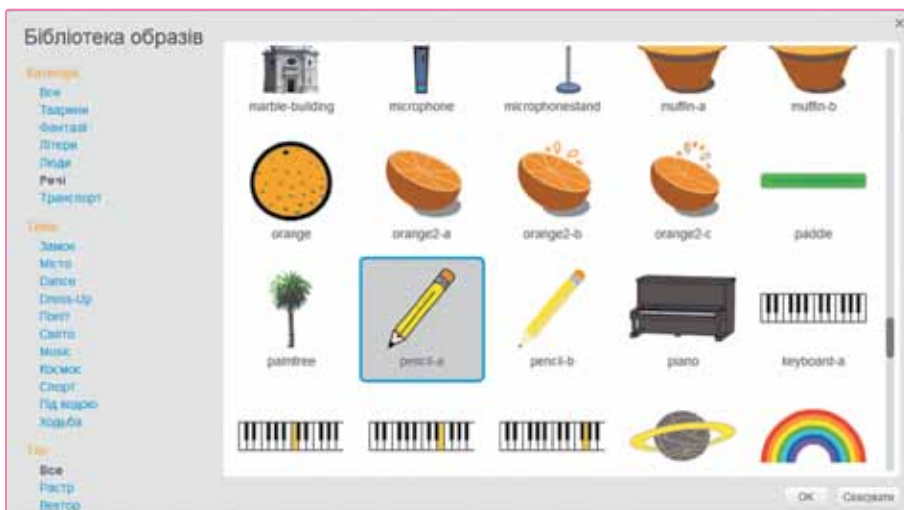 Бібліотека образів
Категорія
Все
Тварини
Фантазії
Літери
Люди
Речі
Транспорт
Тема
Замок
Місто
Dance
Dress-Up
Політ
Свято
Music
Космос
Спорт
Під водою
Ходьба
Тип
Все
Растр
Вектор
marble-building microphone microphonestand muffin-a muffin-b
orange orange2-a orange2-b orange2-c paddle
palmtree pencil-a pencil-b piano keyboard-a
OK Скасувати